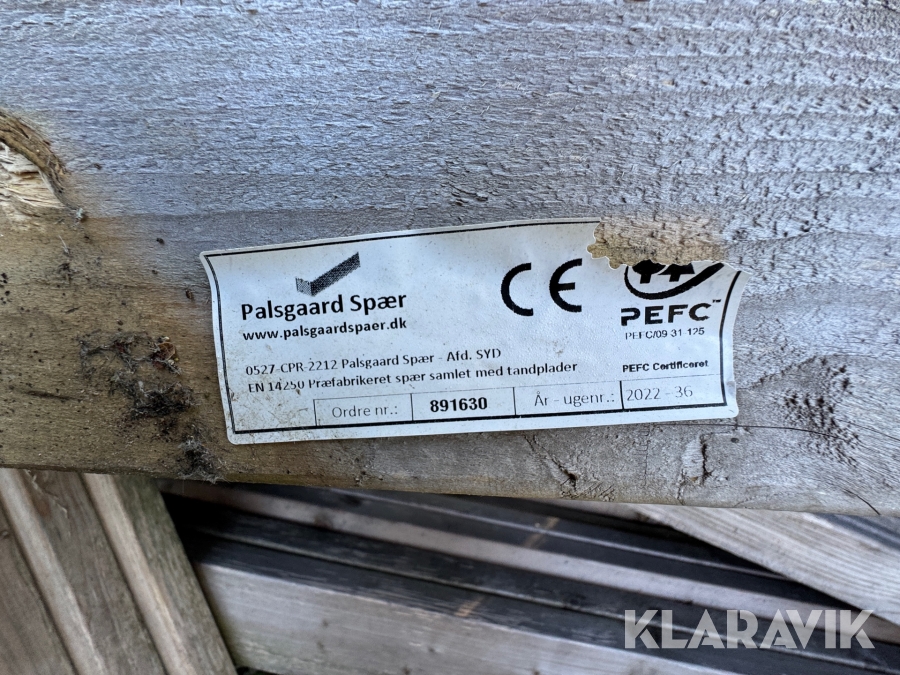 Palsgaard Spær
www.palsgaardspaer.dk
CE
PEFC™
PEFC/09-31-125
0527-CPR-2212 Palsgaard Spær - Afd. SYD
EN 14250 Præfabrikeret spær samlet med tandplader
PEFC Certificeret
Ordre nr.: 891630 År - ugenr.: 2022 - 36
KLARAVIK